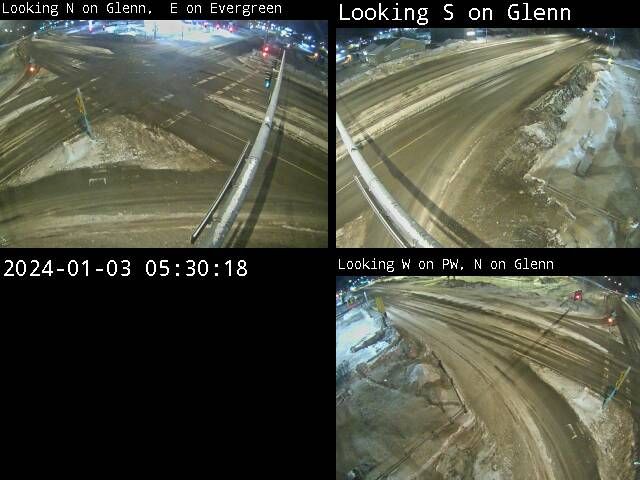 Looking N on Glenn,  E on Evergreen
Looking S on Glenn
2024-01-03 05:30:18
Looking W on PW, N on Glenn